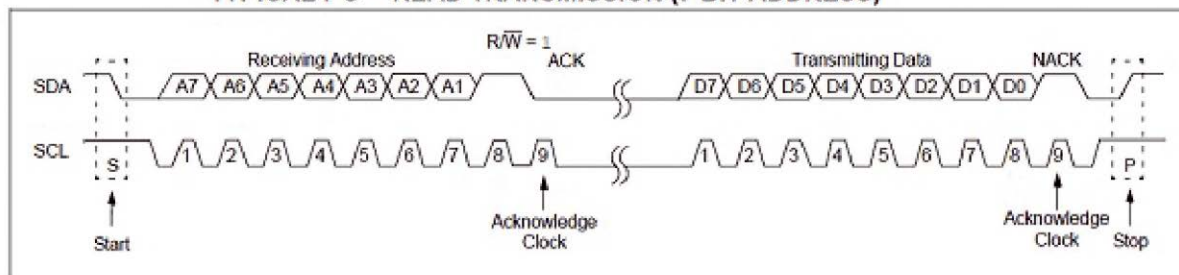 R/W = 1
Receiving Address ACK Transmitting Data NACK
SDA A7 A6 A5 A4 A3 A2 A1 D7 D6 D5 D4 D3 D2 D1 D0
SCL S 1 2 3 4 5 6 7 8 9 1 2 3 4 5 6 7 8 9 P
Start Acknowledge Clock Acknowledge Clock Stop